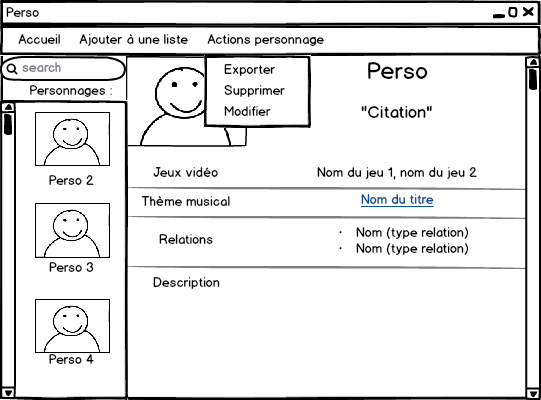 Perso
Accueil Ajouter à une liste Actions personnage
search
Personnages :
Perso 2
Perso 3
Perso 4
Exporter
Supprimer
Modifier
Perso
"Citation"
Jeux vidéo Nom du jeu 1, nom du jeu 2
Thème musical Nom du titre
Relations
· Nom (type relation)
· Nom (type relation)
Description